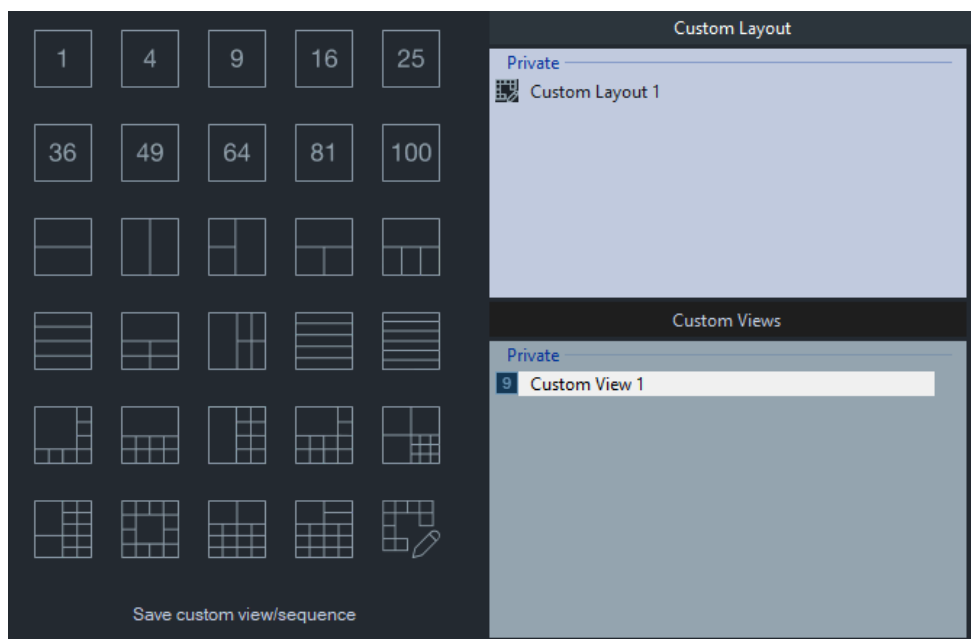 1 4 9 16 25
36 49 64 81 100
Save custom view/sequence
Custom Layout
Private
Custom Layout 1
Custom Views
Private
9 Custom View 1